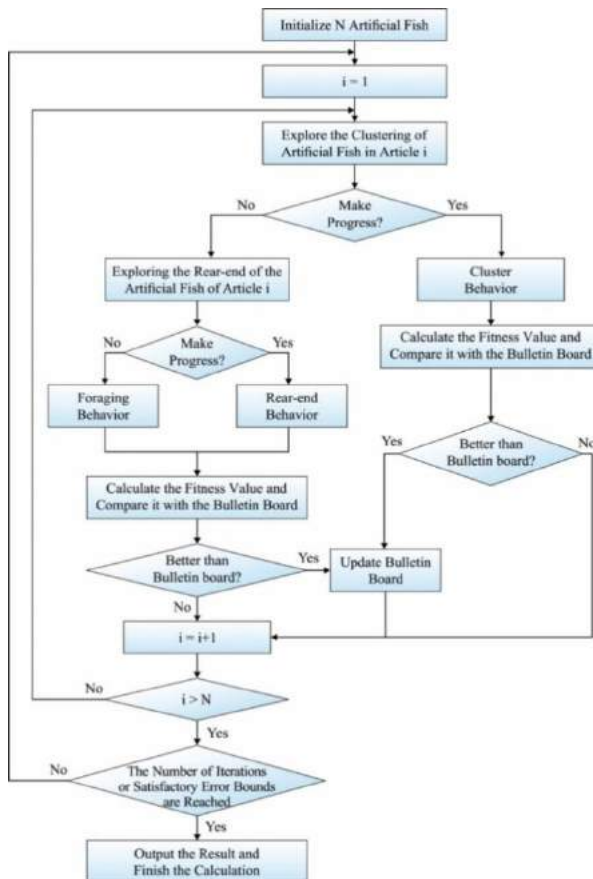 Initialize N Artificial Fish
i = 1
Explore the Clustering of
Artificial Fish in Article i
No
Make
Progress?
Yes
Exploring the Rear-end of the
Artificial Fish of Article i
Cluster
Behavior
No
Make
Progress?
Yes
Calculate the Fitness Value and
Compare it with the Bulletin Board
Foraging
Behavior
Rear-end
Behavior
Yes
Better than
Bulletin board?
No
Calculate the Fitness Value and
Compare it with the Bulletin Board
Better than
Bulletin board?
Yes
Update Bulletin
Board
No
i = i+1
No
i > N
Yes
No
The Number of Iterations
or Satisfactory Error Bounds
are Reached
Yes
Output the Result and
Finish the Calculation